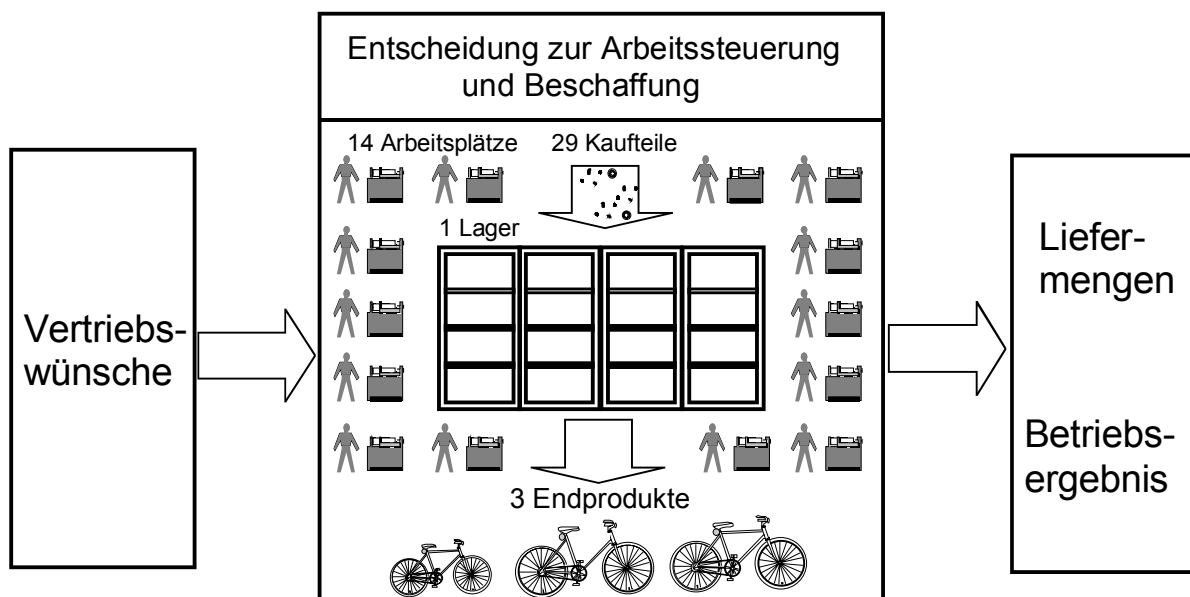 Entscheidung zur Arbeitssteuerung
und Beschaffung
14 Arbeitsplätze
29 Kaufteile
1 Lager
Vertriebs-
wünsche
Liefer-
mengen
Betriebs-
ergebnis
3 Endprodukte